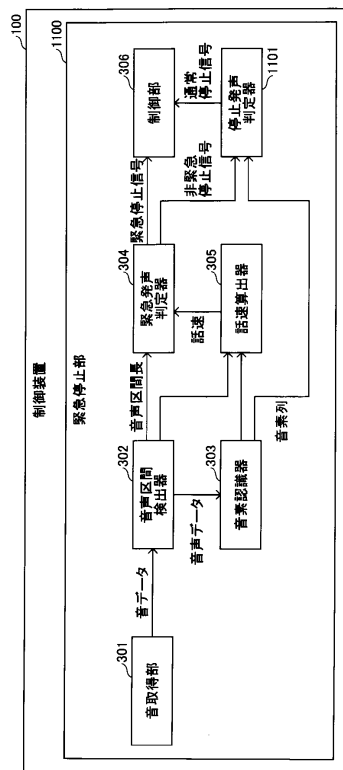 制御装置
100
緊急停止部
1100
音取得部
301
音データ
音声区間
検出器
302
音声区間長
音声データ
音素認識器
303
音素列
緊急発声
判定器
304
話速
話速算出器
305
緊急停止信号
非緊急
停止信号
制御部
306
通常
停止信号
停止発声
判定器
1101